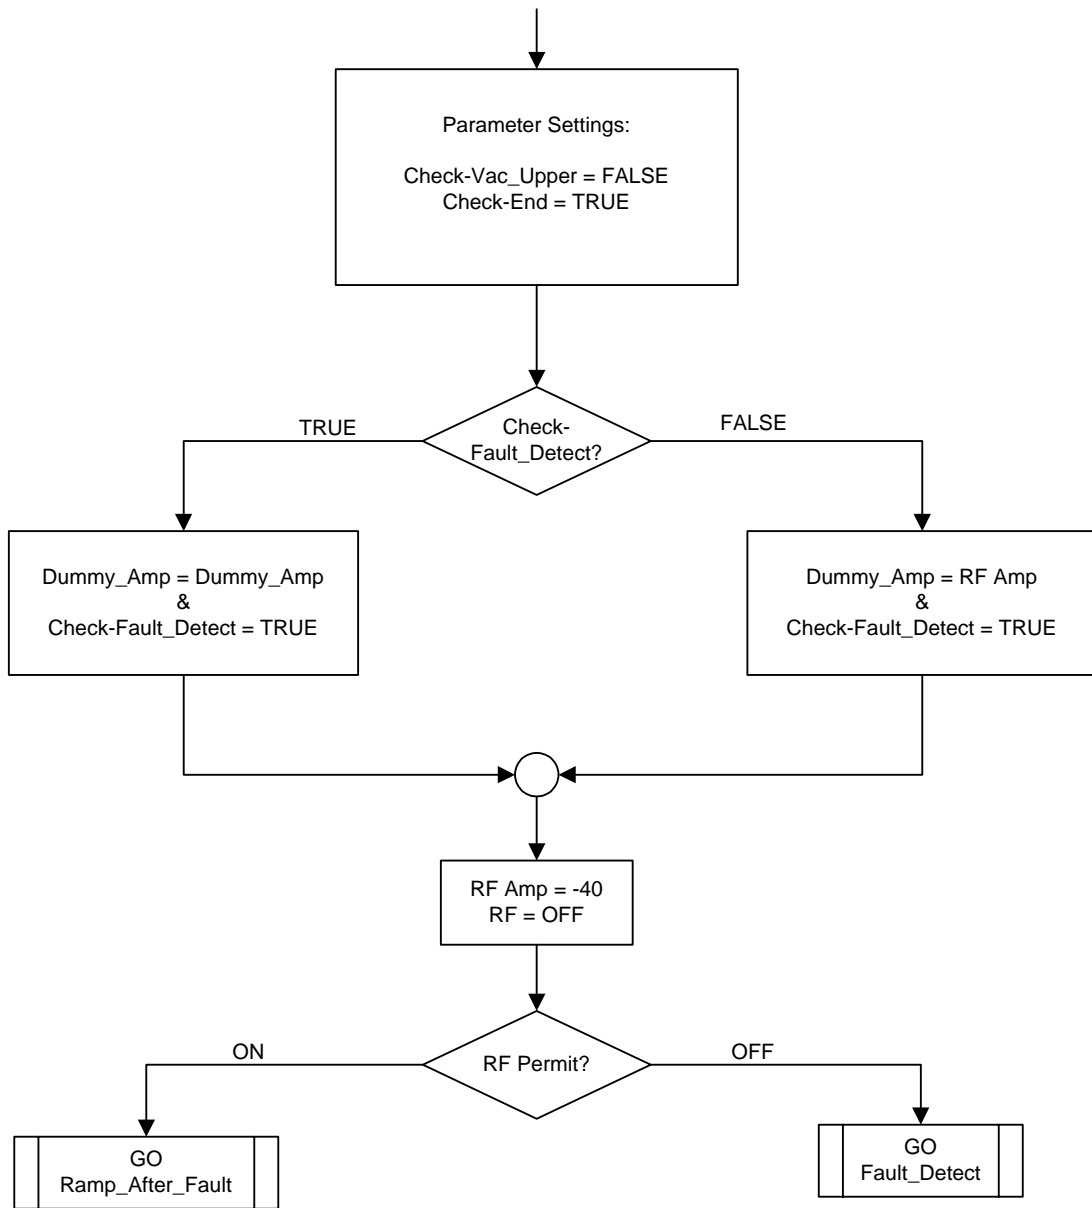 Parameter Settings:
Check-Vac_Upper = FALSE
Check-End = TRUE
TRUE
Check-
Fault_Detect?
FALSE
Dummy_Amp = Dummy_Amp
&
Check-Fault_Detect = TRUE
Dummy_Amp = RF Amp
&
Check-Fault_Detect = TRUE
RF Amp = -40
RF = OFF
ON
RF Permit?
OFF
GO
Ramp_After_Fault
GO
Fault_Detect